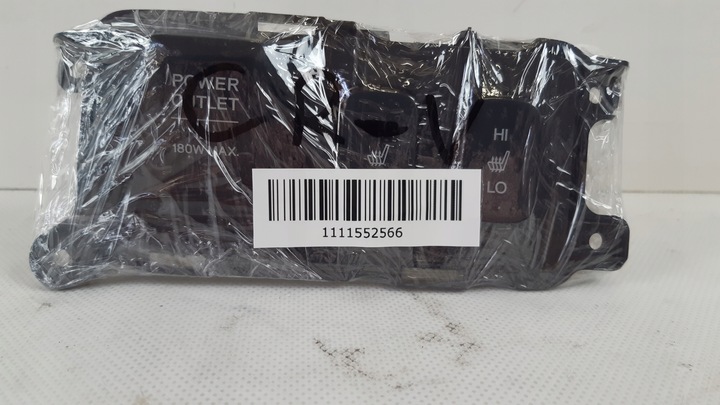 POWER
OUTLET
180W MAX.
CR-V
HI
LO
1111552566